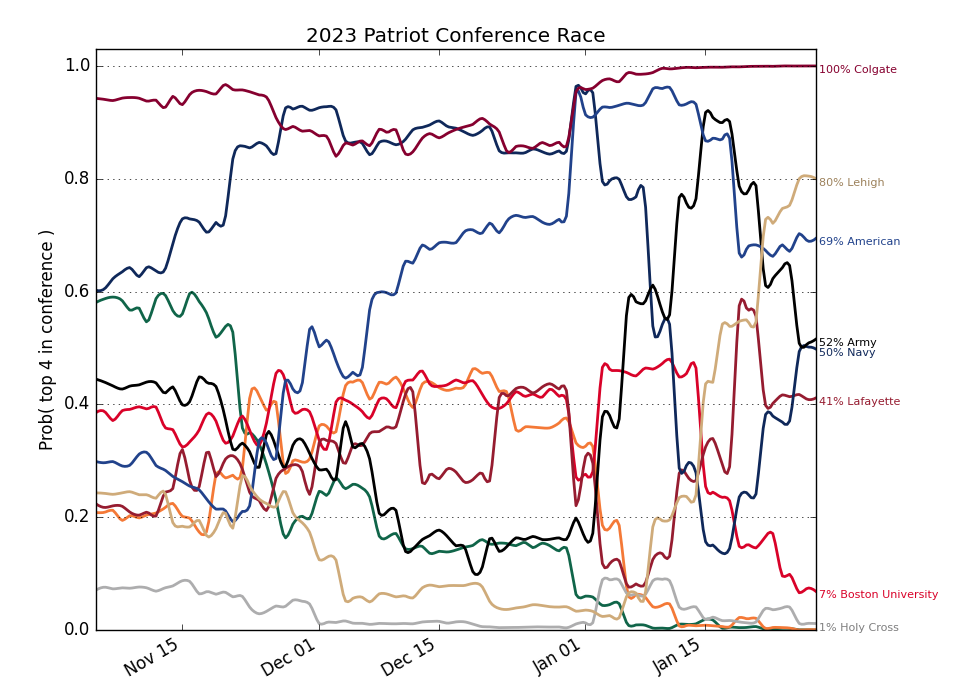 2023 Patriot Conference Race
Prob( top 4 in conference )
1.0
0.8
0.6
0.4
0.2
0.0
100% Colgate
80% Lehigh
69% American
52% Army
50% Navy
41% Lafayette
7% Boston University
1% Holy Cross
Nov 15
Dec 01
Dec 15
Jan 01
Jan 15